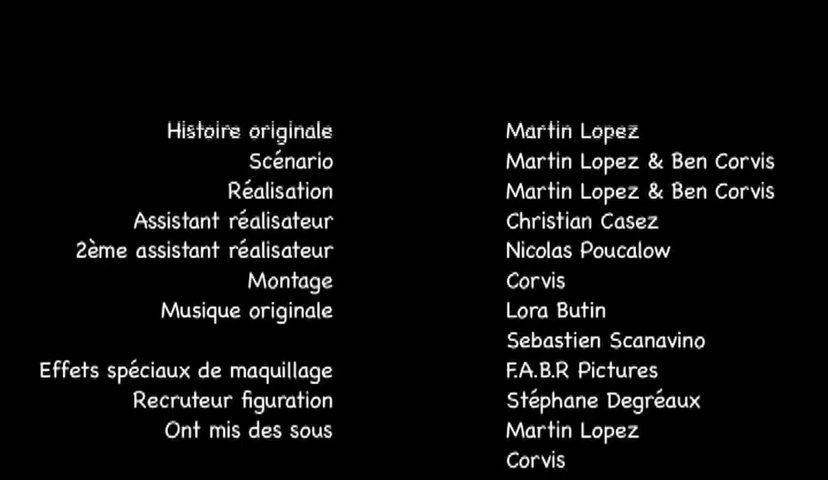 Histoire originale Martin Lopez
Scénario Martin Lopez & Ben Corvis
Réalisation Martin Lopez & Ben Corvis
Assistant réalisateur Christian Casez
2ème assistant réalisateur Nicolas Poucalow
Montage Corvis
Musique originale Lora Butin
Sebastien Scanavino
Effets spéciaux de maquillage F.A.B.R Pictures
Recruteur figuration Stéphane Degréaux
Ont mis des sous Martin Lopez
Corvis